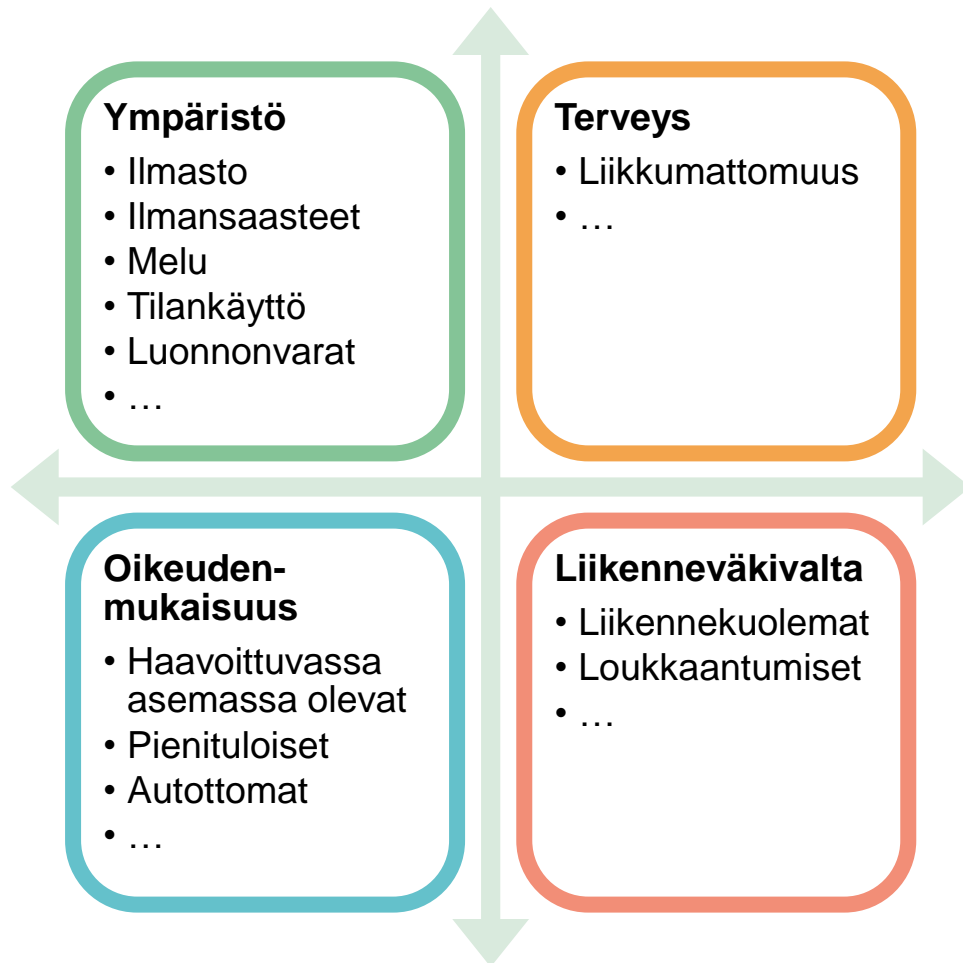 Ympäristö
• Ilmasto
• Ilmansaasteet
• Melu
• Tilankäyttö
• Luonnonvarat
• …
Terveys
• Liikkumattomuus
• …
Oikeuden-
mukaisuus
• Haavoittuvassa
asemassa olevat
• Pienituloiset
• Autottomat
• …
Liikenneväkivalta
• Liikennekuolemat
• Loukkaantumiset
• …